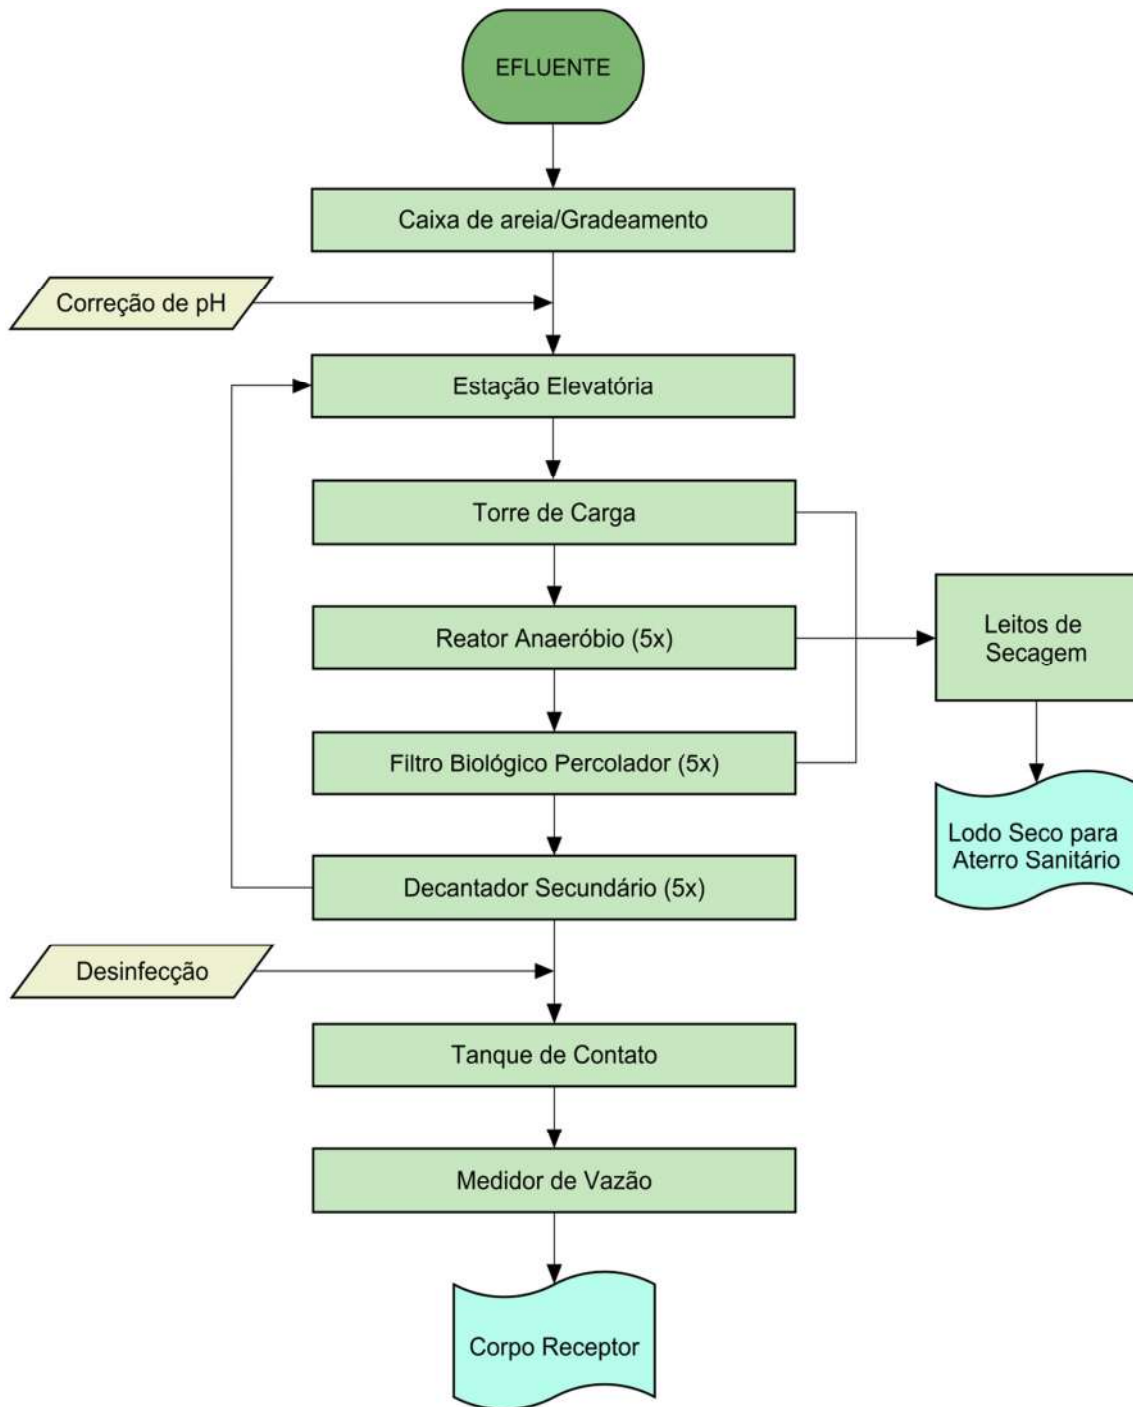 EFLUENTE
Caixa de areia/Gradeamento
Correção de pH
Estação Elevatória
Torre de Carga
Reator Anaeróbio (5x)
Leitos de
Secagem
Filtro Biológico Percolador (5x)
Lodo Seco para
Aterro Sanitário
Decantador Secundário (5x)
Desinfecção
Tanque de Contato
Medidor de Vazão
Corpo Receptor